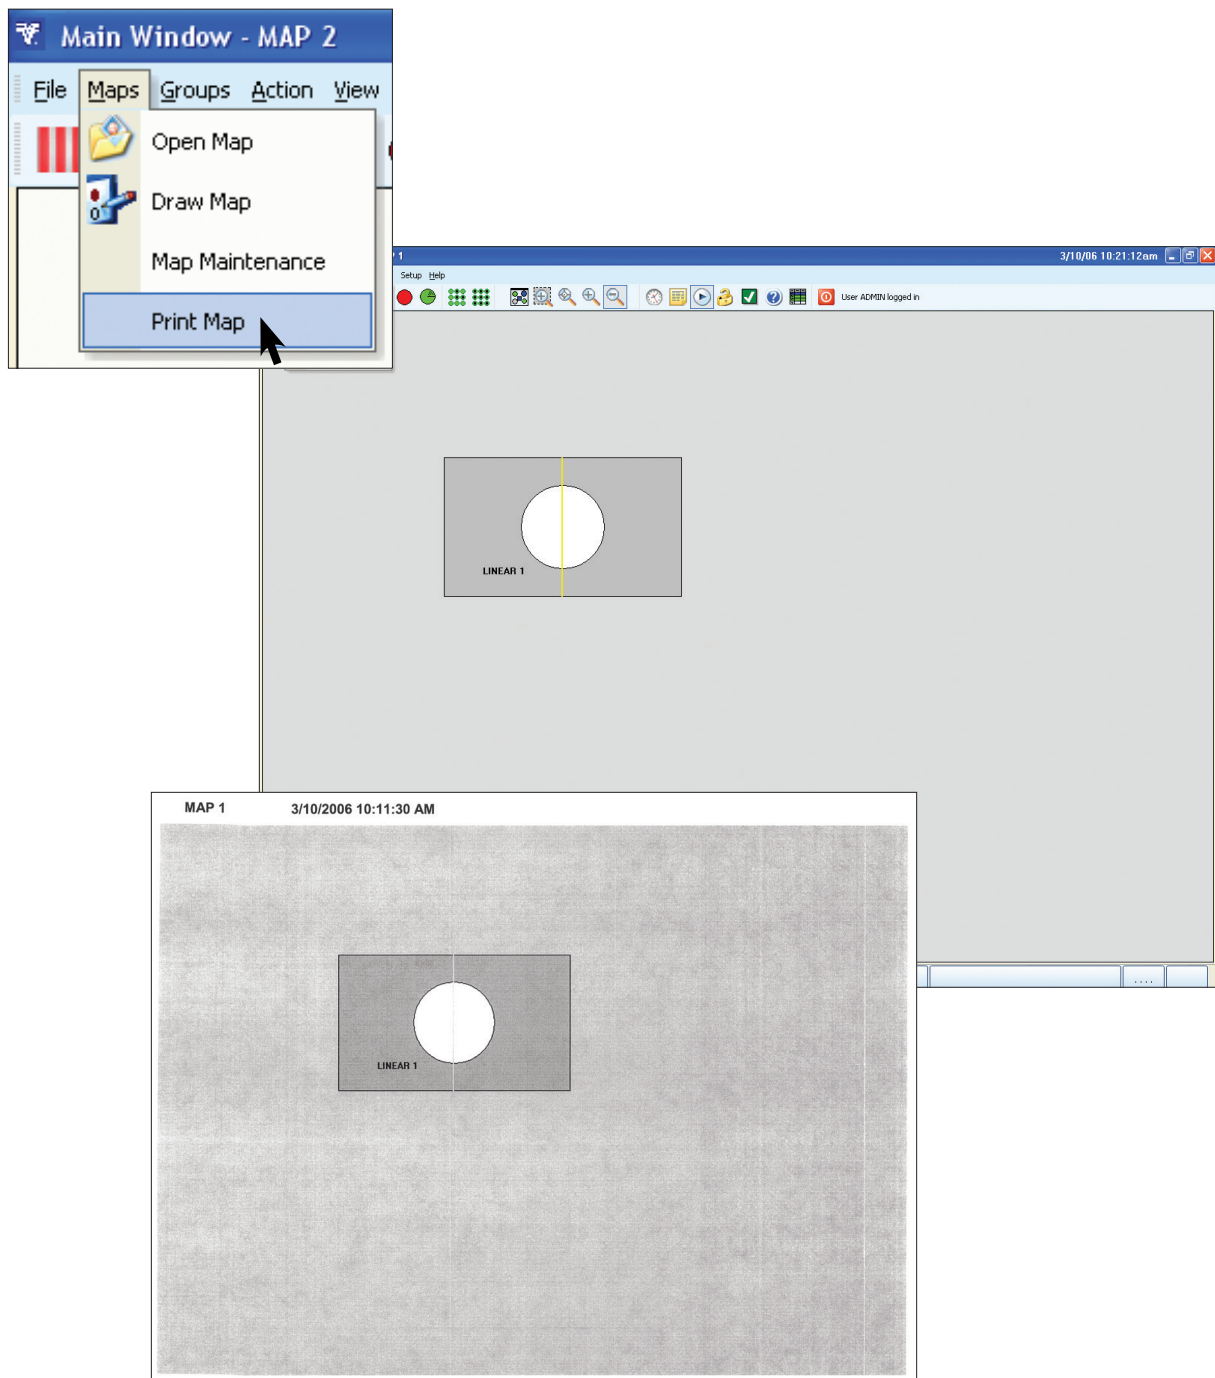 Main Window - MAP 2
File Maps Groups Action View
Open Map
Draw Map
Map Maintenance
Print Map
1 3/10/06 10:21:12am
Setup Help
User ADMIN logged in
LINEAR 1
. . . .
MAP 1 3/10/2006 10:11:30 AM
LINEAR 1